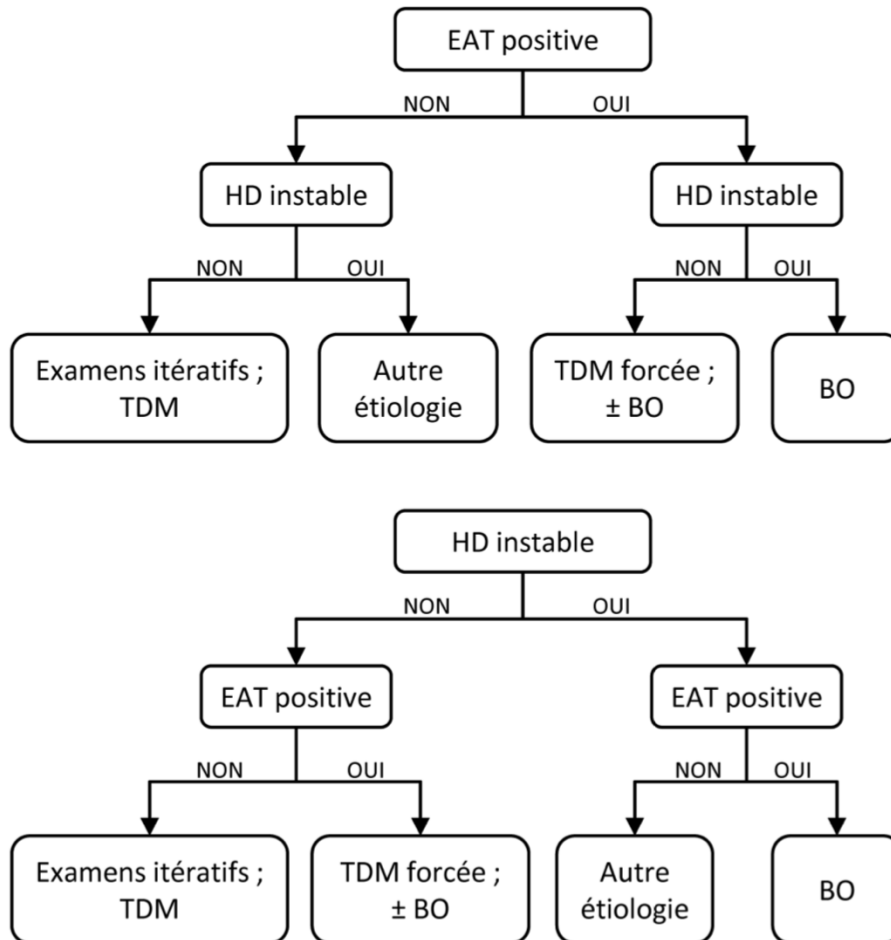 EAT positive
NON OUI
HD instable HD instable
NON OUI NON OUI
Examens itératifs ;
TDM
Autre
étiologie
TDM forcée ;
± BO
BO
HD instable
NON OUI
EAT positive EAT positive
NON OUI NON OUI
Examens itératifs ;
TDM
TDM forcée ;
± BO
Autre
étiologie
BO